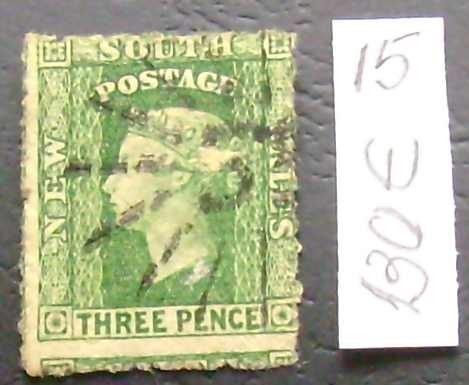 SOUTH
POSTAGE
NEW
WALES
THREE PENCE
15
130 €